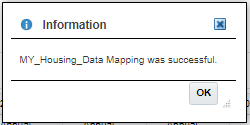 Information
MY_Housing_Data Mapping was successful.
OK